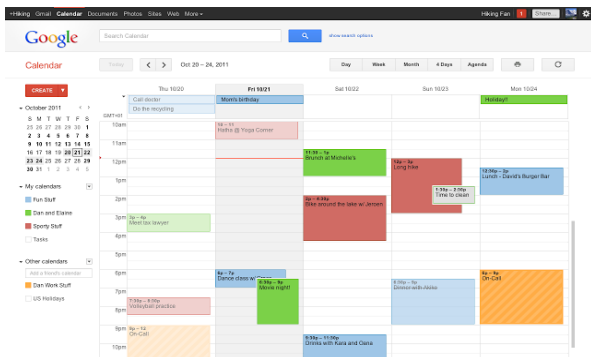 +Hiking Gmail Calendar Documents Photos Sites Web More
Hiking Fan 1 Share...
Google
Search Calendar
show search options
Calendar
Today
Oct 20 – 24, 2011
Day Week Month 4 Days Agenda
CREATE
October 2011
S M T W T F S
25 26 27 28 29 30 1
2 3 4 5 6 7 8
9 10 11 12 13 14 15
16 17 18 19 20 21 22
23 24 25 26 27 28 29
30 31 1 2 3 4 5
My calendars
Fun Stuff
Dan and Elaine
Sporty Stuff
Tasks
Other calendars
Add a friend's calendar
Dan Work Stuff
US Holidays
Thu 10/20 Fri 10/21 Sat 10/22 Sun 10/23 Mon 10/24
Call doctor
Mom's birthday
Holiday!!
Do the recycling
10am
11am
12pm
1pm
2pm
3pm
4pm
5pm
6pm
7pm
8pm
9pm
10pm
3p – 4p
Meet tax lawyer
7:30p – 8:30p
Volleyball practice
9p – 12
On-Call
10 – 11
Hatha @ Yoga Corner
6p – 7p
Dance class w/
Movie night!
11:30 – 1p
Brunch at Michelle's
2p – 4:30p
Bike around the lake w/ Jensen
9:30p – 11:30p
Drinks with Kara and Gana
12p – 3p
Long hike
1:30p – 2:30p
Time to clean
6:30p – 9p
Dinner with Akiko
12:30p – 2p
Lunch - David's Burger Bar
6p – 9p
On-Call